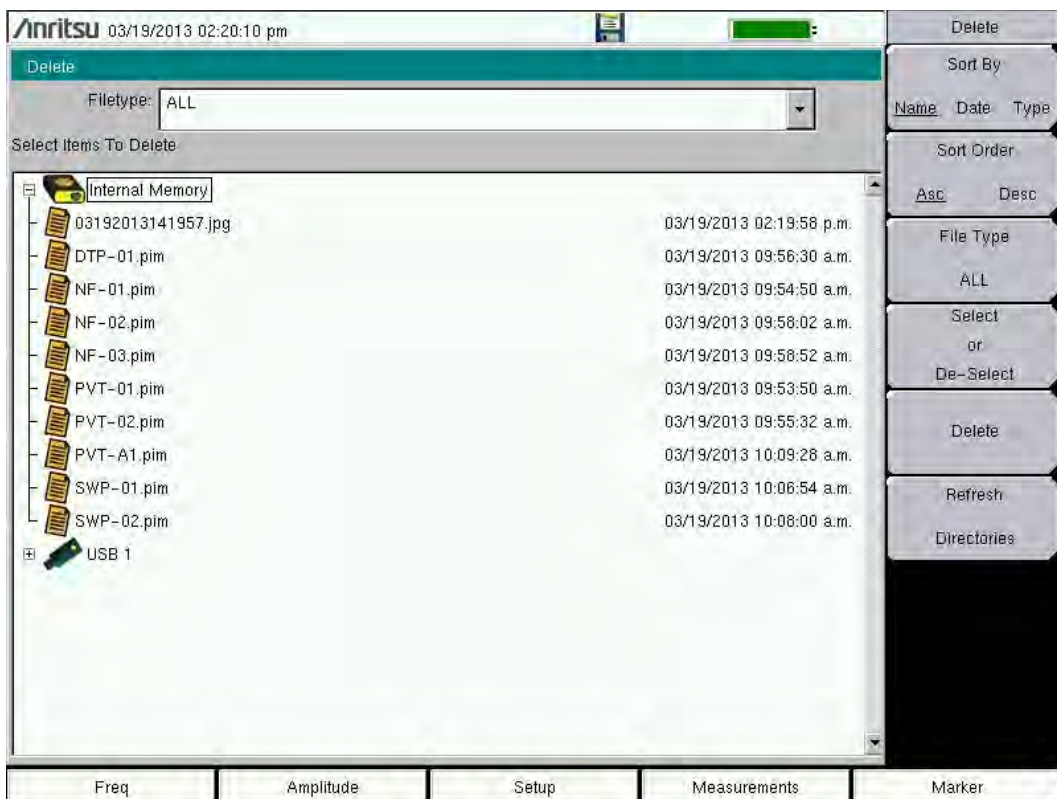 Anritsu 03/19/2013 02:20:10 pm
Delete
Filetype: ALL
Select Items To Delete
Internal Memory
03192013141957.jpg 03/19/2013 02:19:58 p.m.
DTP-01.pim 03/19/2013 09:56:30 a.m.
NF-01.pim 03/19/2013 09:54:50 a.m.
NF-02.pim 03/19/2013 09:58:02 a.m.
NF-03.pim 03/19/2013 09:58:52 a.m.
PVT-01.pim 03/19/2013 09:53:50 a.m.
PVT-02.pim 03/19/2013 09:55:32 a.m.
PVT-A1.pim 03/19/2013 10:09:28 a.m.
SWP-01.pim 03/19/2013 10:06:54 a.m.
SWP-02.pim 03/19/2013 10:08:00 a.m.
USB 1
Delete
Sort By
Name Date Type
Sort Order
Asc Desc
File Type
ALL
Select
or
De-Select
Delete
Refresh
Directories
Freq Amplitude Setup Measurements Marker